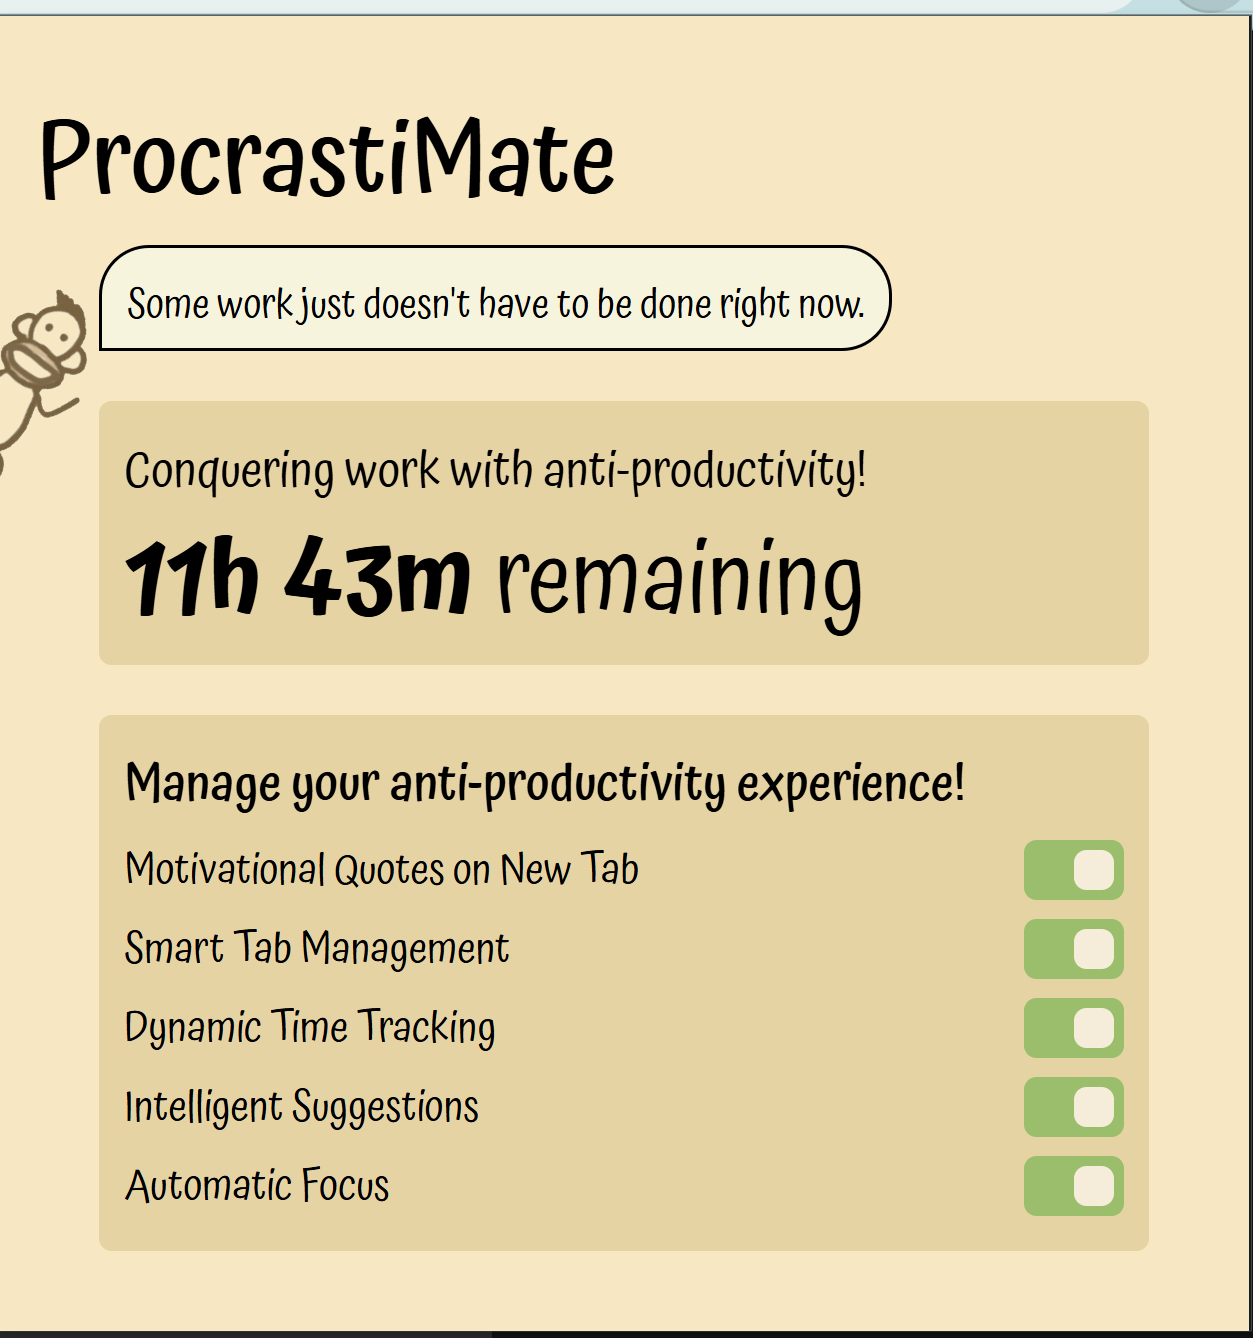 ProcrastiMate
Some work just doesn't have to be done right now.
Conquering work with anti-productivity!
11h 43m remaining
Manage your anti-productivity experience!
Motivational Quotes on New Tab
Smart Tab Management
Dynamic Time Tracking
Intelligent Suggestions
Automatic Focus